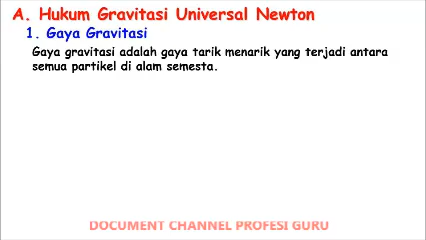 A. Hukum Gravitasi Universal Newton
1. Gaya Gravitasi
Gaya gravitasi adalah gaya tarik menarik yang terjadi antara
semua partikel di alam semesta.
DOCUMENT CHANNEL PROFESI GURU